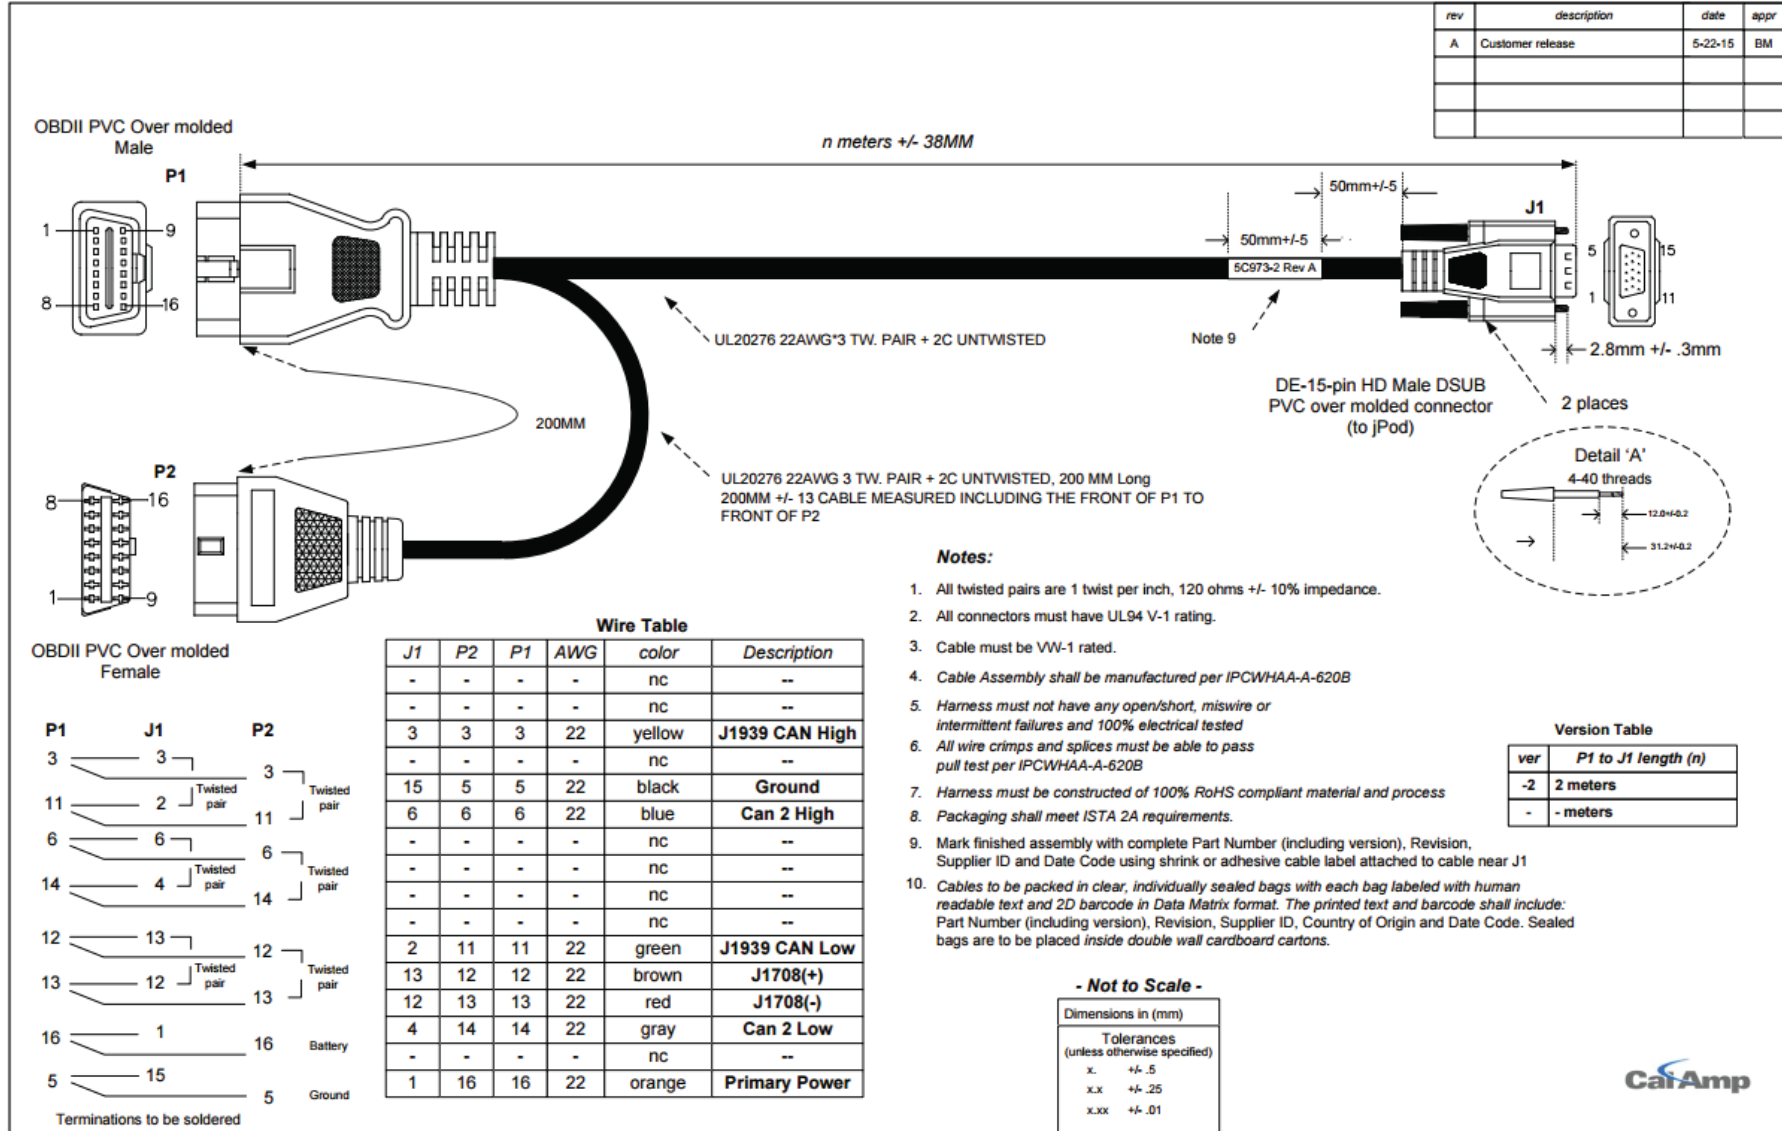 rev description date appr
A Customer release 5-22-15 BM
OBDII PVC Over molded
Male
P1
1 9
8 16
n meters +/- 38MM
50mm+/-5
50mm+/-5
5C973-2 Rev A
J1
5 15
1 11
UL20276 22AWG*3 TW. PAIR + 2C UNTWISTED
Note 9
2.8mm +/- .3mm
DE-15-pin HD Male DSUB
PVC over molded connector
(to jPod)
2 places
200MM
Detail ‘A’
4-40 threads
12.0+/-0.2
31.2+/-0.2
P2
8 16
1 9
UL20276 22AWG 3 TW. PAIR + 2C UNTWISTED, 200 MM Long
200MM +/- 13 CABLE MEASURED INCLUDING THE FRONT OF P1 TO
FRONT OF P2
OBDII PVC Over molded
Female
P1 J1 P2
3 3 3
Twisted
pair
Twisted
pair
11 2 11
6 6 6
Twisted
pair
Twisted
pair
14 4 14
12 13 12
Twisted
pair
Twisted
pair
13 12 13
16 1 16 Battery
5 15 5 Ground
Terminations to be soldered
Wire Table
J1 P2 P1 AWG color Description
- - - - nc --
- - - - nc --
3 3 3 22 yellow J1939 CAN High
- - - - nc --
15 5 5 22 black Ground
6 6 6 22 blue Can 2 High
- - - - nc --
- - - - nc --
- - - - nc --
- - - - nc --
2 11 11 22 green J1939 CAN Low
13 12 12 22 brown J1708(+)
12 13 13 22 red J1708(-)
4 14 14 22 gray Can 2 Low
- - - - nc --
1 16 16 22 orange Primary Power
Notes:
1. All twisted pairs are 1 twist per inch, 120 ohms +/- 10% impedance.
2. All connectors must have UL94 V-1 rating.
3. Cable must be VW-1 rated.
4. Cable Assembly shall be manufactured per IPCWHAA-A-620B
5. Harness must not have any open/short, miswire or
intermittent failures and 100% electrical tested
6. All wire crimps and splices must be able to pass
pull test per IPCWHAA-A-620B
7. Harness must be constructed of 100% RoHS compliant material and process
8. Packaging shall meet ISTA 2A requirements.
9. Mark finished assembly with complete Part Number (including version), Revision,
Supplier ID and Date Code using shrink or adhesive cable label attached to cable near J1
10. Cables to be packed in clear, individually sealed bags with each bag labeled with human
readable text and 2D barcode in Data Matrix format. The printed text and barcode shall include:
Part Number (including version), Revision, Supplier ID, Country of Origin and Date Code. Sealed
bags are to be placed inside double wall cardboard cartons.
Version Table
ver P1 to J1 length (n)
-2 2 meters
- - meters
- Not to Scale -
Dimensions in (mm)
Tolerances
(unless otherwise specified)
x. +/- .5
x.x +/- .25
x.xx +/- .01
CalAmp